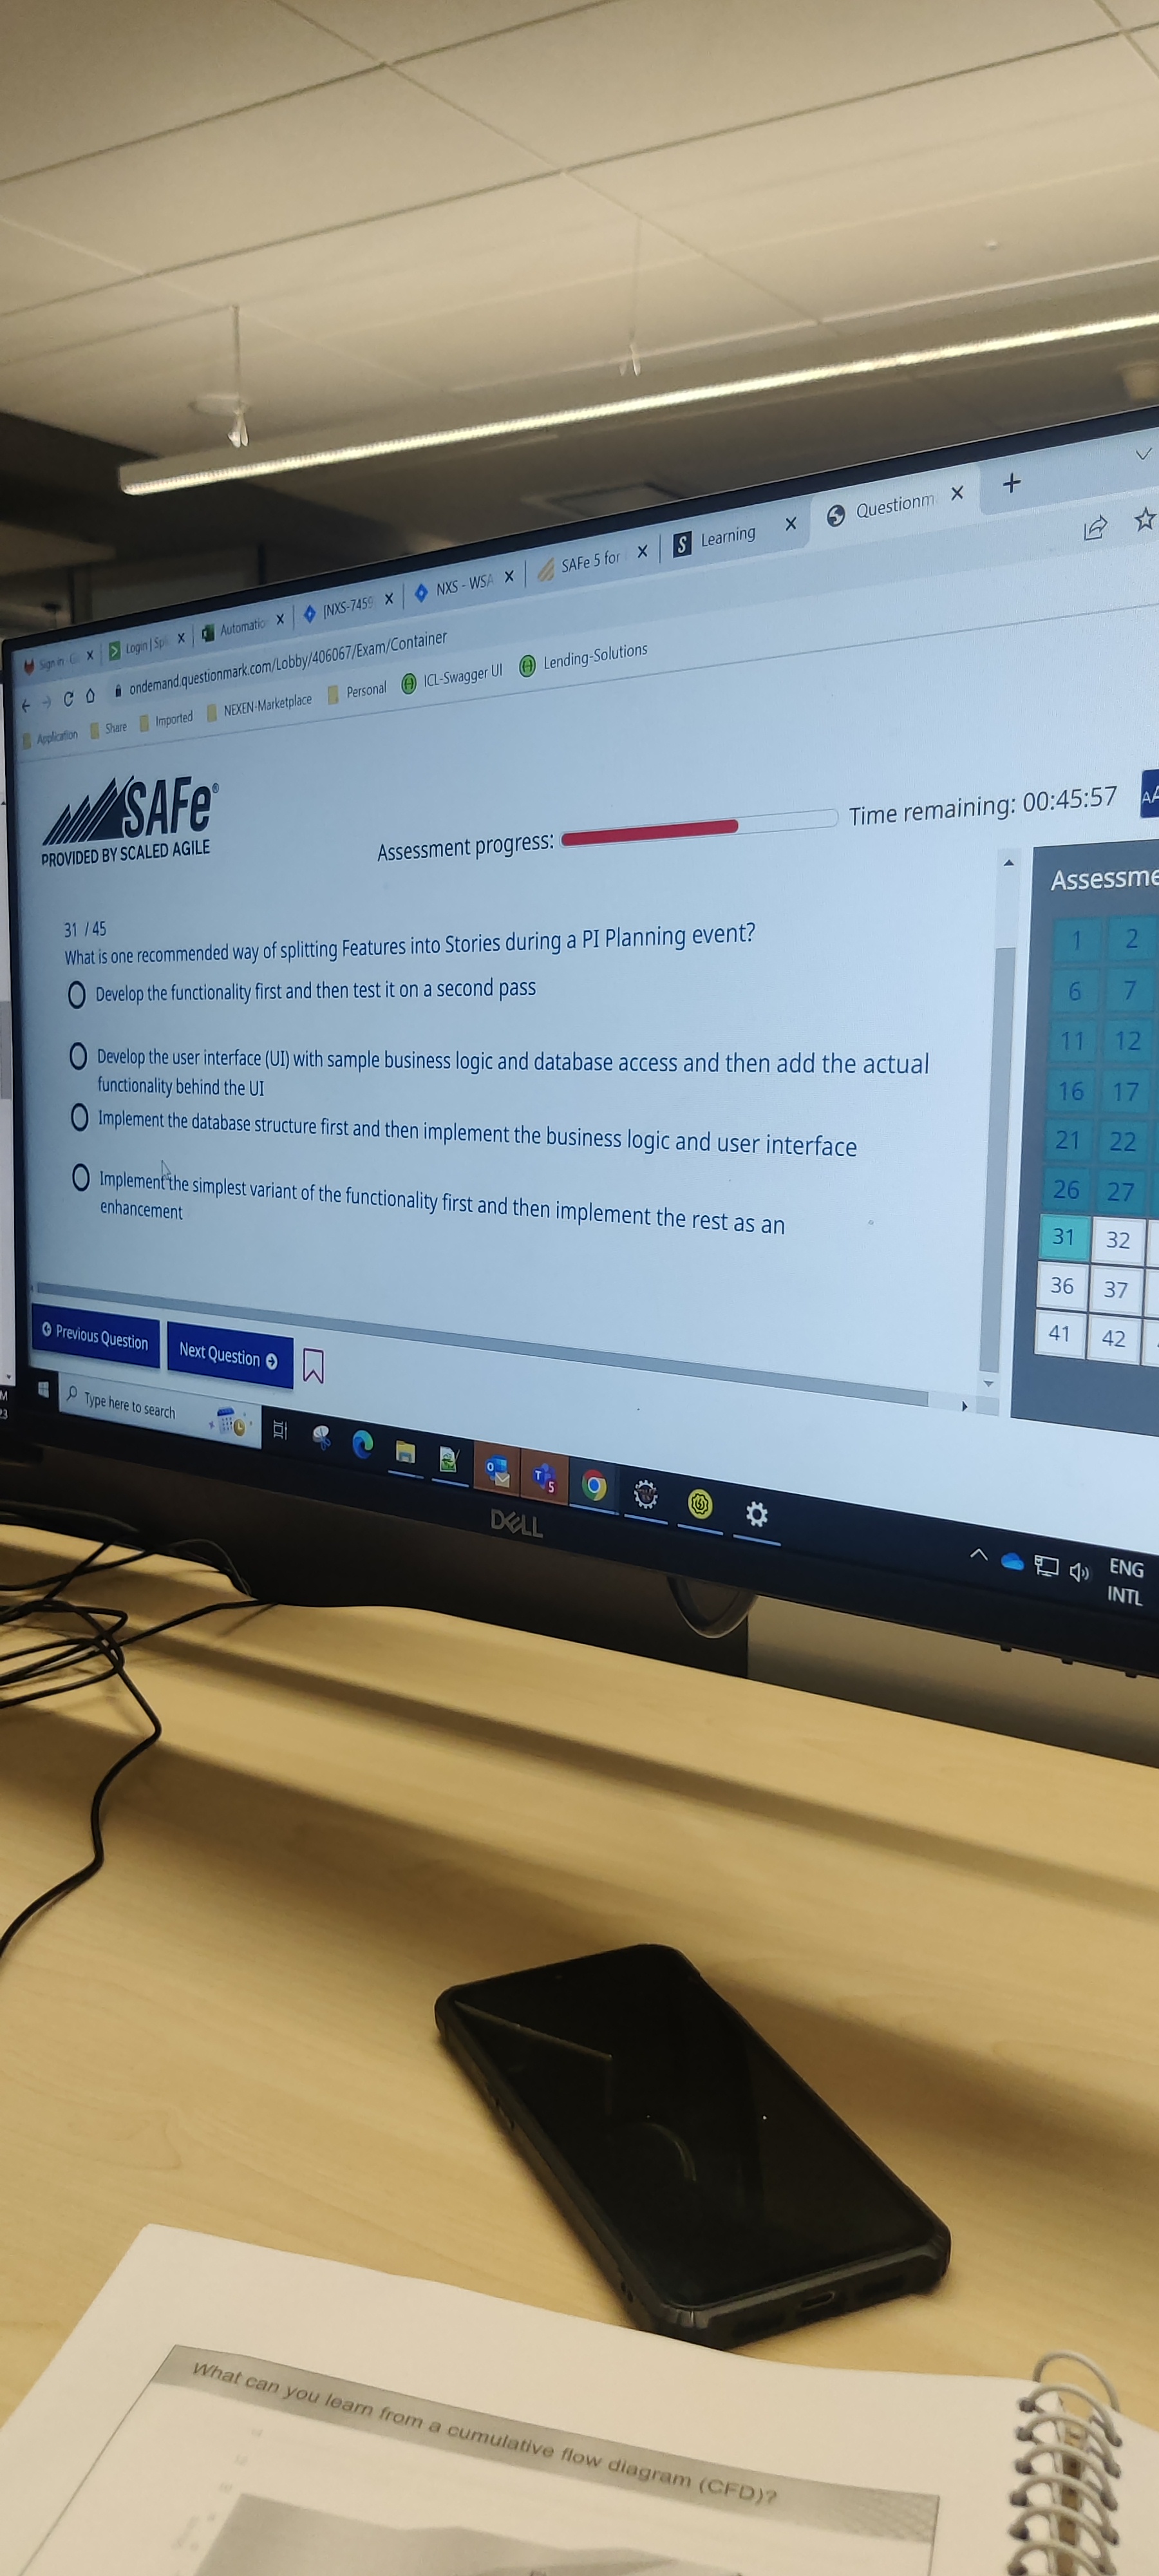 Sign in
Login | Spl
Automatio
[NXS-7459
NXS - WSA
SAFe 5 for
Learning
Questionm
ondemand.questionmark.com/Lobby/406067/Exam/Container
Application
Share
Imported
NEXEN-Marketplace
Personal
ICL-Swagger UI
Lending-Solutions
SAFe®
PROVIDED BY SCALED AGILE
Assessment progress:
Time remaining: 00:45:57
AA
Assessme
31 / 45
What is one recommended way of splitting Features into Stories during a PI Planning event?
Develop the functionality first and then test it on a second pass
Develop the user interface (UI) with sample business logic and database access and then add the actual
functionality behind the UI
Implement the database structure first and then implement the business logic and user interface
Implement the simplest variant of the functionality first and then implement the rest as an
enhancement
1 2
6 7
11 12
16 17
21 22
26 27
31 32
36 37
41 42
Previous Question
Next Question
Type here to search
ENG
INTL
DELL
What can you learn from a cumulative flow diagram (CFD)?